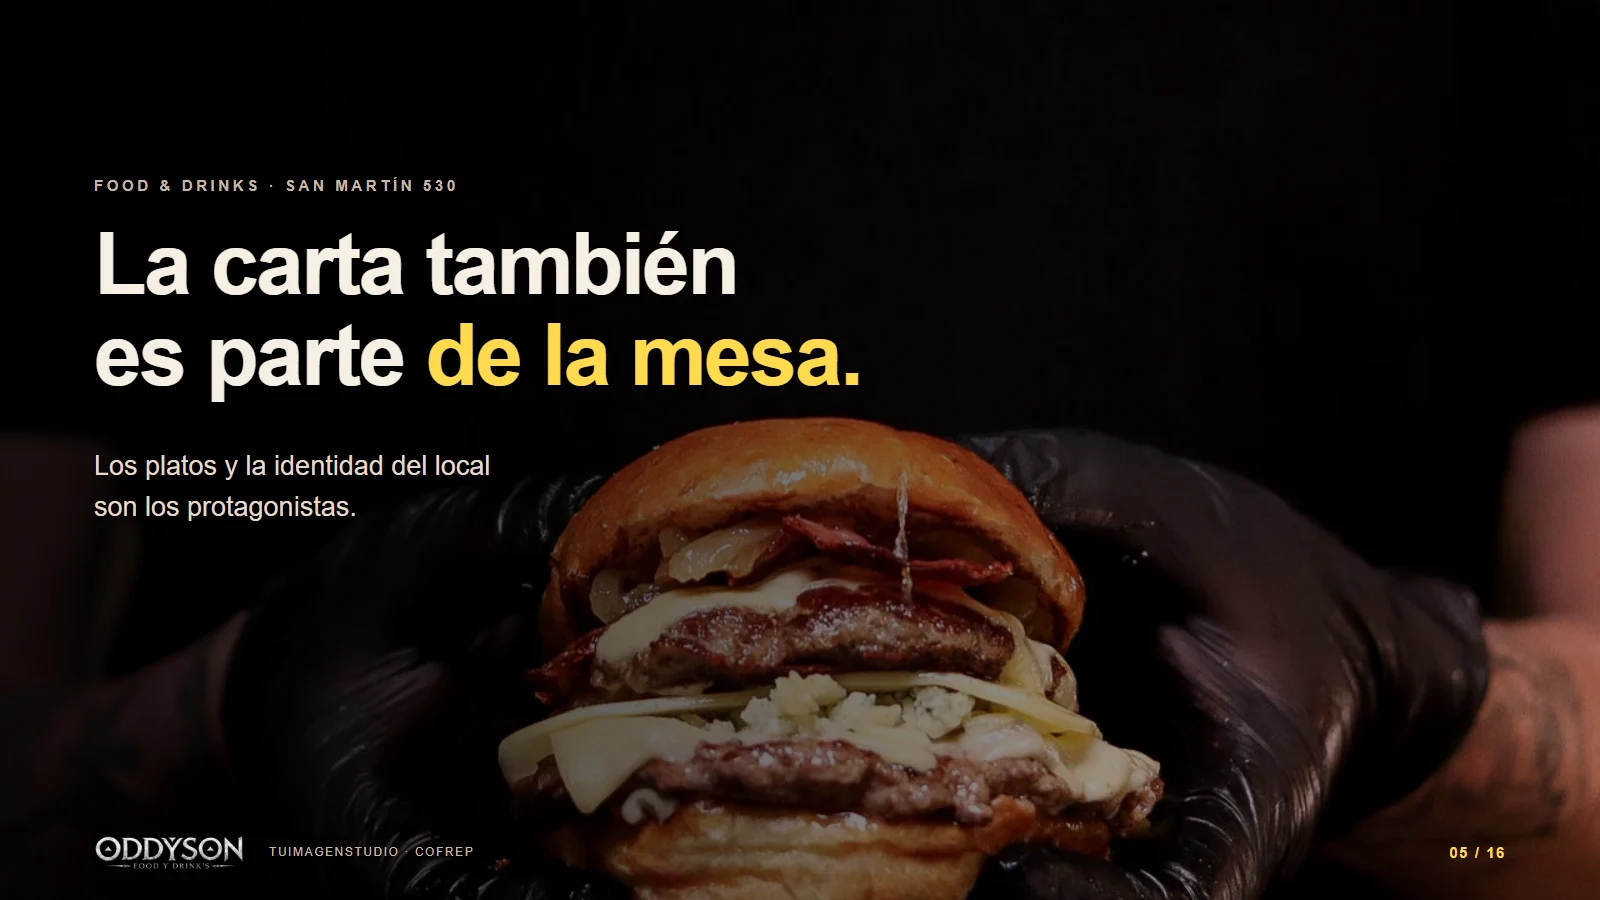 FOOD & DRINKS · SAN MARTÍN 530
La carta también
es parte de la mesa.
Los platos y la identidad del local
son los protagonistas.
ODDYSON
FOOD Y DRINK'S
TUIMAGENSTUDIO · COFREP
05 / 16